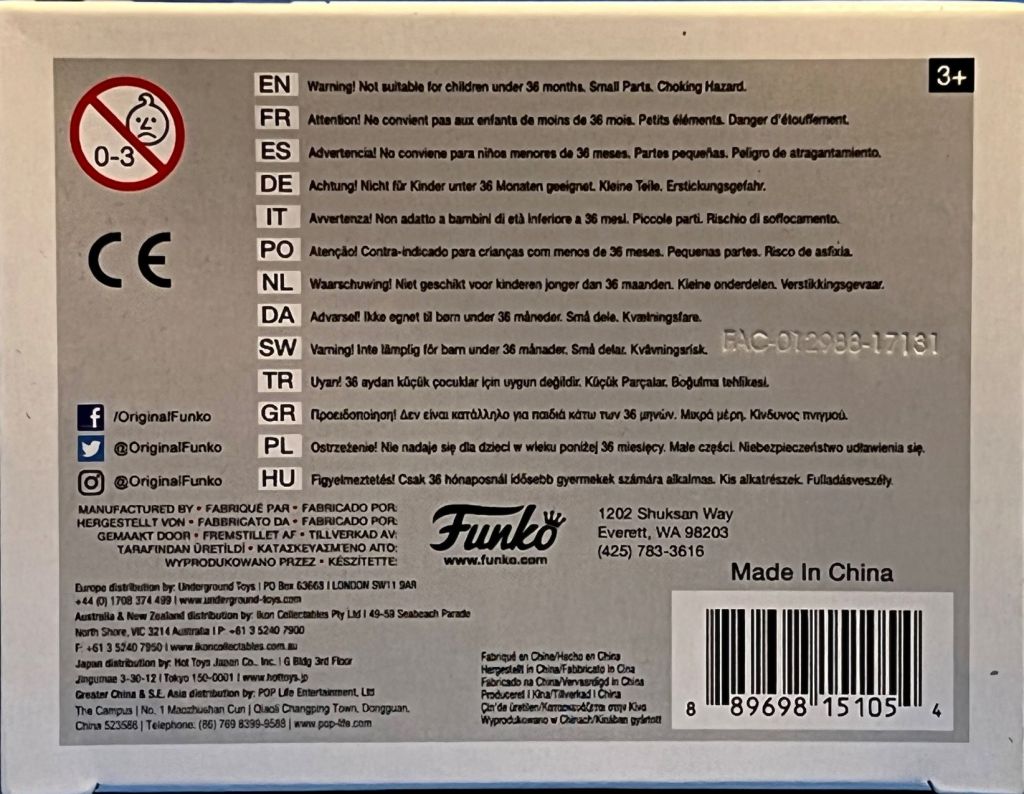 3+
0-3
EN Warning! Not suitable for children under 36 months. Small Parts. Choking Hazard.
FR Attention! Ne convient pas aux enfants de moins de 36 mois. Petits éléments. Danger d'étouffement.
ES Advertencia! No conviene para niños menores de 36 meses. Partes pequeñas. Peligro de atragantamiento.
DE Achtung! Nicht für Kinder unter 36 Monaten geeignet. Kleine Teile. Erstickungsgefahr.
IT Avvertenza! Non adatto a bambini di età inferiore a 36 mesi. Piccole parti. Rischio di soffocamento.
PO Atenção! Contra-indicado para crianças com menos de 36 meses. Pequenas partes. Risco de asfixia.
NL Waarschuwing! Niet geschikt voor kinderen jonger dan 36 maanden. Kleine onderdelen. Verstikkingsgevaar.
DA Advarsel! Ikke egnet til børn under 36 måneder. Små dele. Kvælningsfare.
SW Varning! Inte lämplig för barn under 36 månader. Små delar. Kvävningsrisk.
TR Uyarı! 36 aydan küçük çocuklar için uygun değildir. Küçük Parçalar. Boğulma tehlikesi.
GR Προειδοποίηση! Δεν είναι κατάλληλο για παιδιά κάτω των 36 μηνών. Μικρά μέρη. Κίνδυνος πνιγμού.
PL Ostrzeżenie! Nie nadaje się dla dzieci w wieku poniżej 36 miesięcy. Małe części. Niebezpieczeństwo udławienia się.
HU Figyelmeztetés! Csak 36 hónaposnál idősebb gyermekek számára alkalmas. Kis alkatrészek. Fulladásveszély.
CE
FAC-012988-17131
/OriginalFunko
@OriginalFunko
@OriginalFunko
MANUFACTURED BY • FABRIQUÉ PAR • FABRICADO POR:
HERGESTELLT VON • FABBRICATO DA • FABRICADO POR:
GEMAAKT DOOR • FREMSTILLET AF • TILLVERKAD AV:
TARAFINDAN ÜRETİLDİ • ΚΑΤΑΣΚΕΥΑΣΜΈΝΟ ΑΠΌ:
WYPRODUKOWANO PRZEZ • KÉSZÍTETTE:
Funko
www.funko.com
1202 Shuksan Way
Everett, WA 98203
(425) 783-3616
Made In China
Europe distribution by: Underground Toys | PO Box 63663 | LONDON SW11 9AR
+44 (0) 1708 374 499 | www.underground-toys.com
Australia & New Zealand distribution by: Ikon Collectables Pty Ltd | 49-59 Seabeach Parade
North Shore, VIC 3214 Australia | P: +61 3 5240 7900
F: +61 3 5240 7950 | www.ikoncollectables.com.au
Japan distribution by: Hot Toys Japan Co., Inc. | G Bldg 3rd Floor
Jingumae 3-30-12 | Tokyo 150-0001 | www.hottoys.jp
Greater China & S.E. Asia distribution by: POP Life Entertainment, Ltd
The Campus | No. 1 Maozhushan Cun | Qiaoli Changping Town, Dongguan,
China 523586 | Telephone: (86) 769 8399-9588 | www.pop-life.com
Fabriqué en Chine/Hecho en China
Hergestellt in China/Fabbricato in Cina
Fabricado na China/Vervaardigd in China
Produceret i Kina/Tillverkad i China
Çin'de üretilen/Κατασκευάζεται στην Κίνα
Wyprodukowano w Chinach/Kínában gyártott
8 89698 15105 4